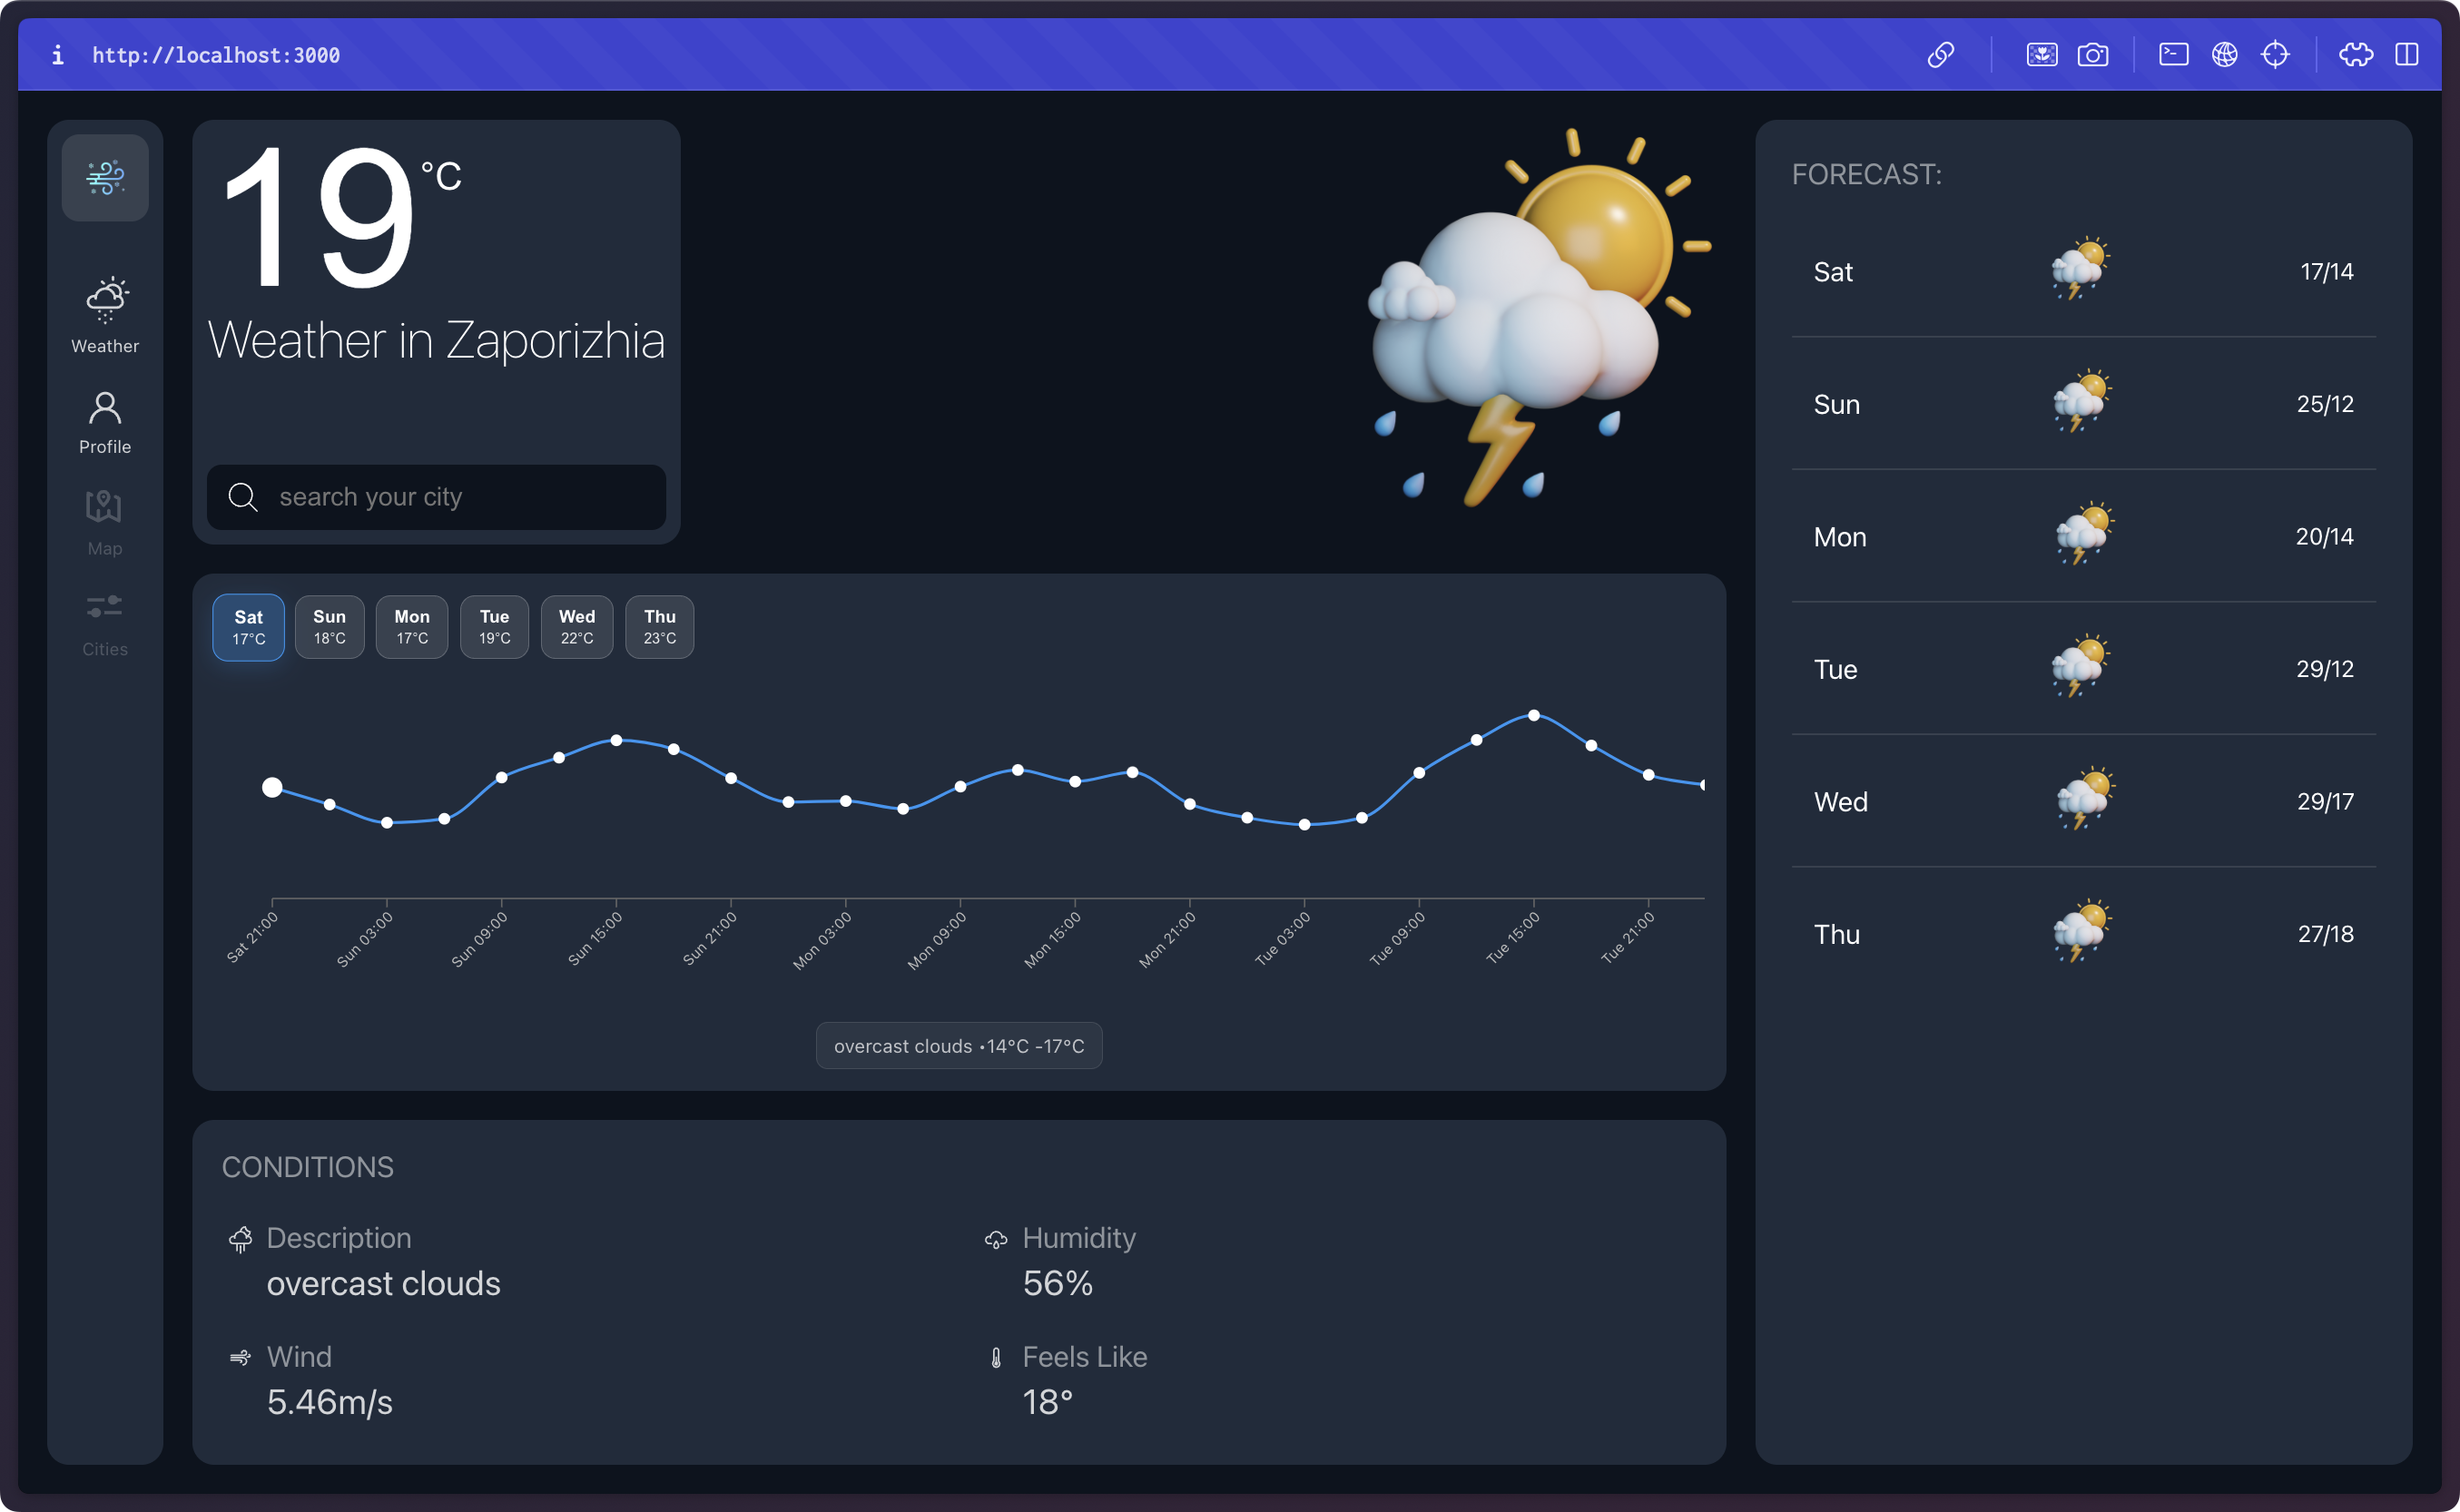 http://localhost:3000
Weather
Profile
Map
Cities
19 °C
Weather in Zaporizhia
search your city
Sat
17°C
Sun
18°C
Mon
17°C
Tue
19°C
Wed
22°C
Thu
23°C
Sat 21:00
Sun 03:00
Sun 09:00
Sun 15:00
Sun 21:00
Mon 03:00
Mon 09:00
Mon 15:00
Mon 21:00
Tue 03:00
Tue 09:00
Tue 15:00
Tue 21:00
overcast clouds •14°C -17°C
CONDITIONS
Description
overcast clouds
Humidity
56%
Wind
5.46m/s
Feels Like
18°
FORECAST:
Sat 17/14
Sun 25/12
Mon 20/14
Tue 29/12
Wed 29/17
Thu 27/18